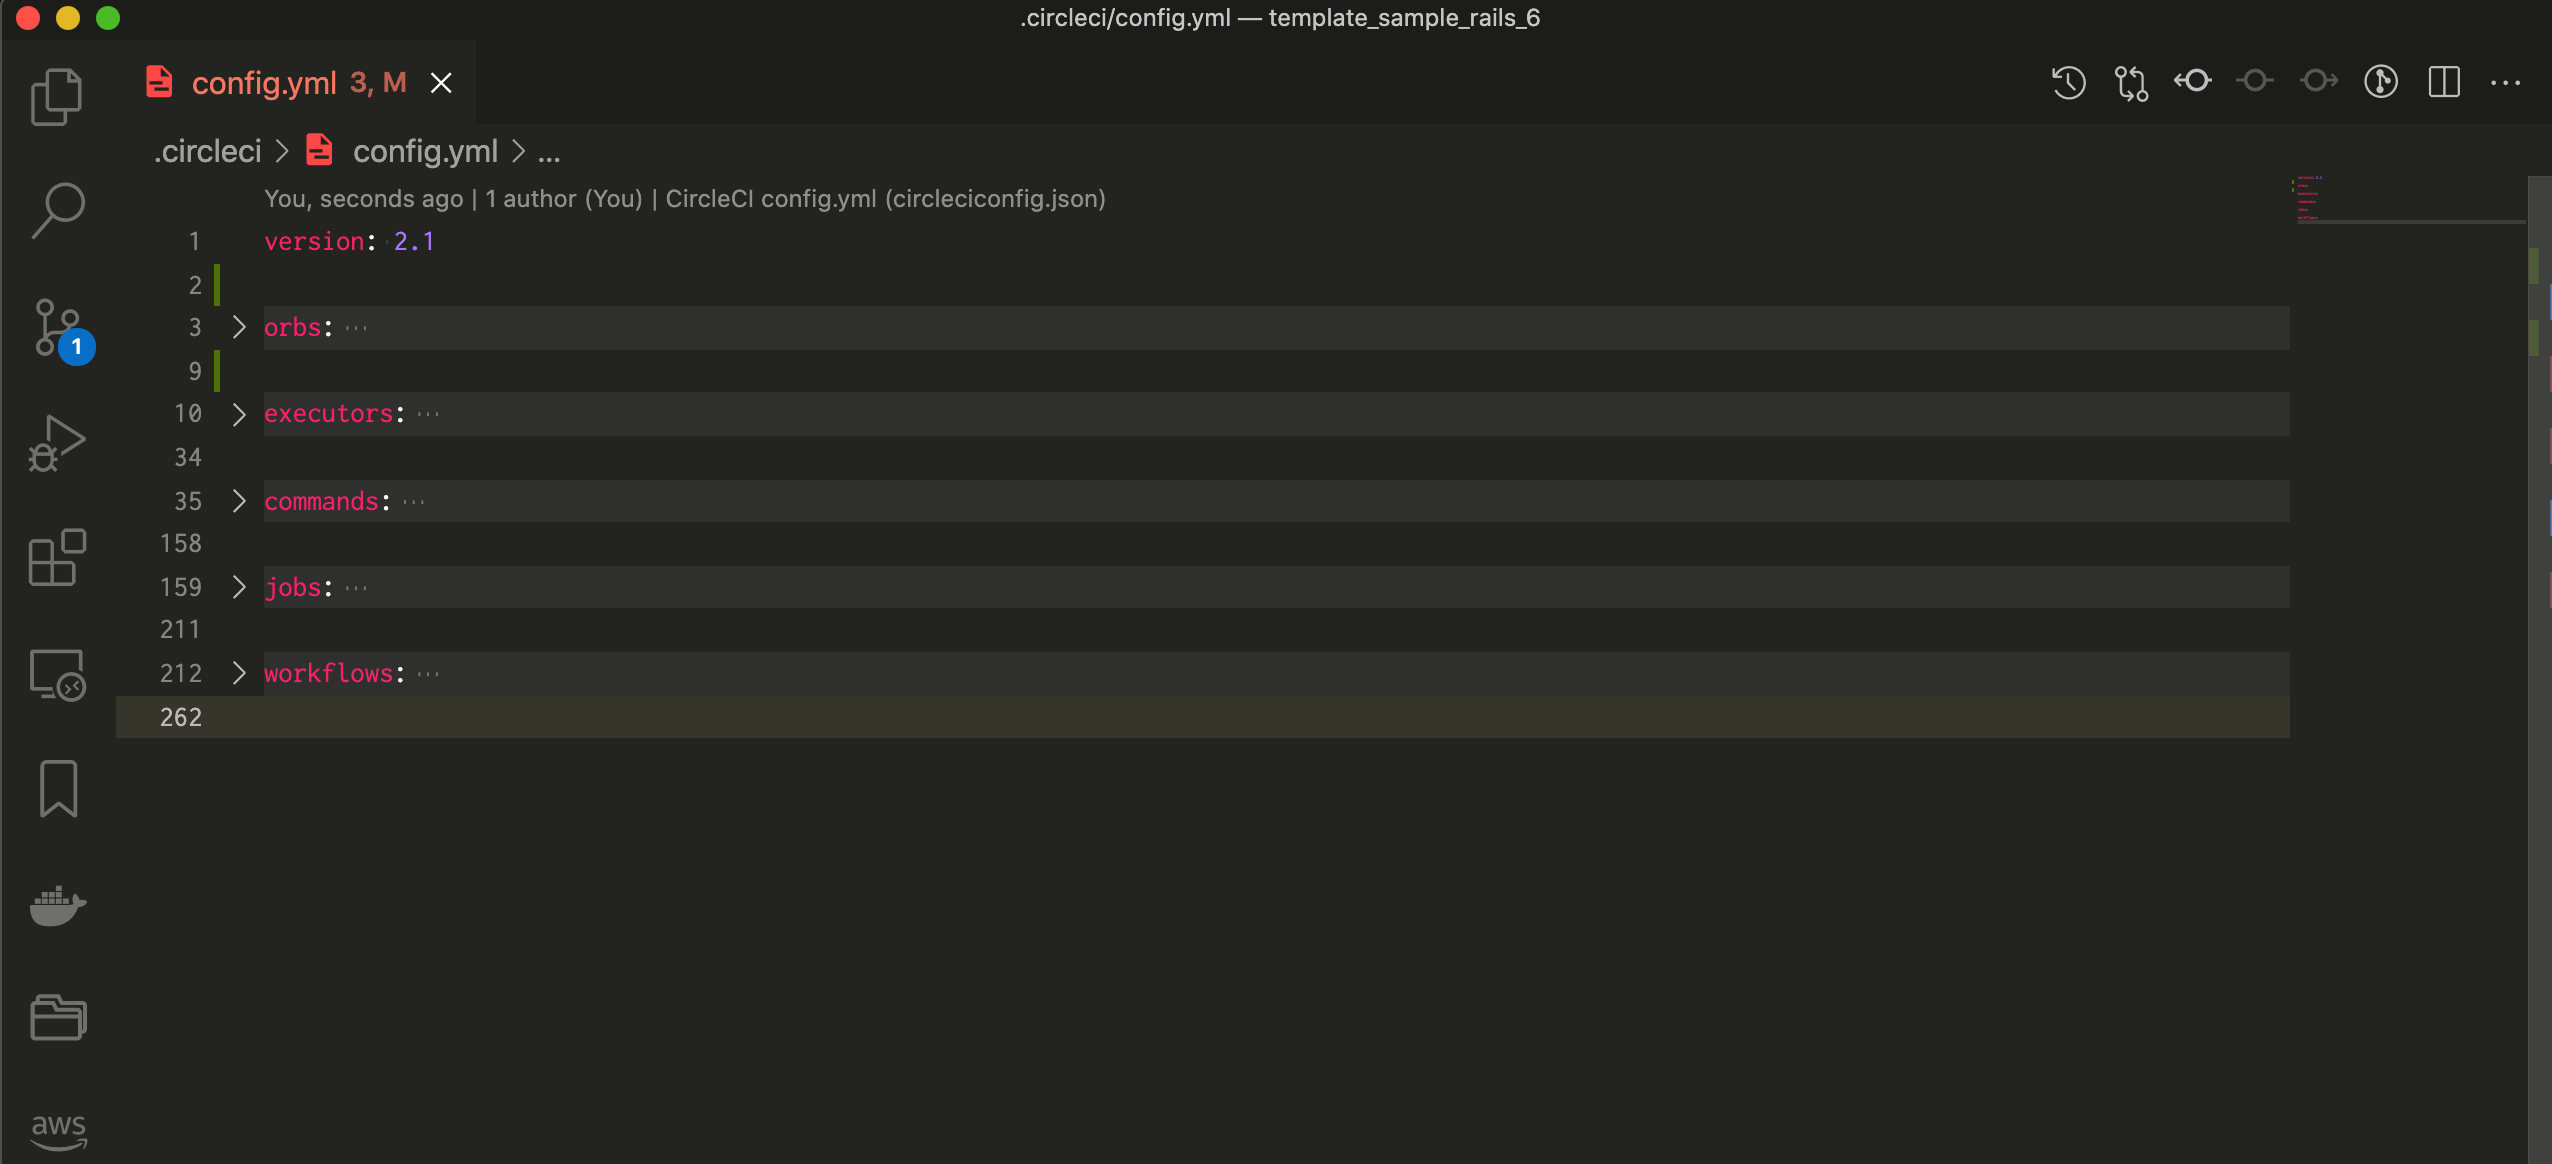 .circleci/config.yml — template_sample_rails_6
config.yml 3, M
.circleci > config.yml > ...
You, seconds ago | 1 author (You) | CircleCI config.yml (circleciconfig.json)
1 version: 2.1
2
3 orbs: ...
9
10 executors: ...
34
35 commands: ...
158
159 jobs: ...
211
212 workflows: ...
262
1
aws